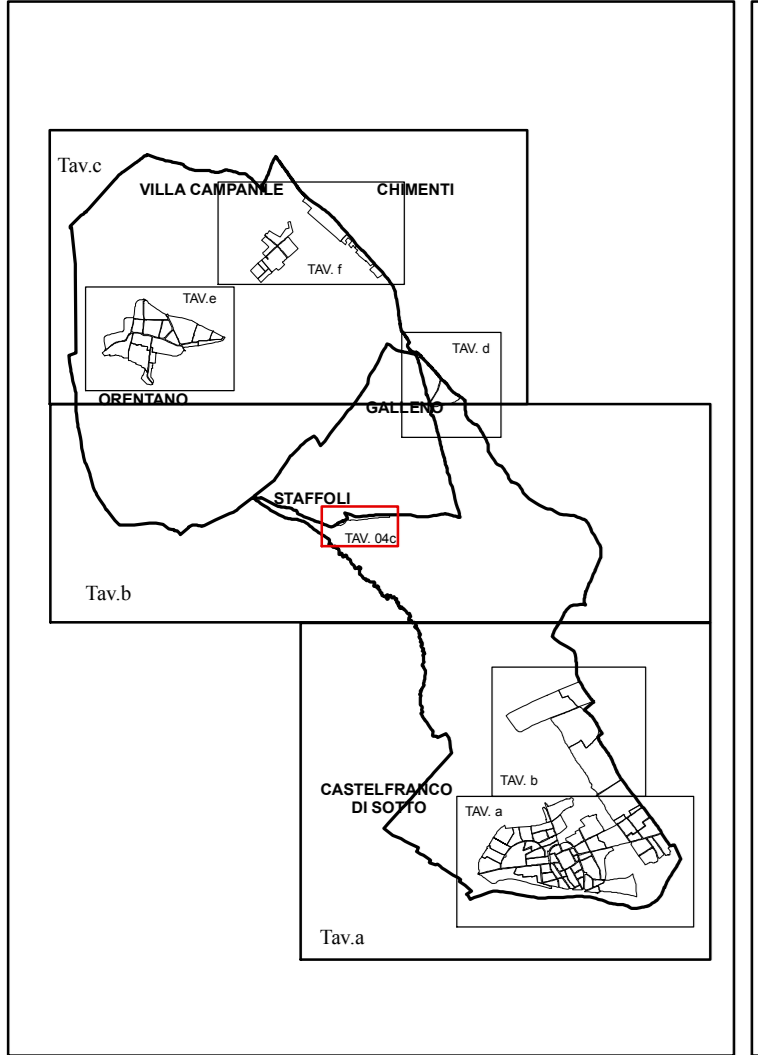 Tav.c
VILLA CAMPANILE
CHIMENTI
TAV. f
TAV.e
TAV. d
ORENTANO
GALLENO
STAFFOLI
TAV. 04c
Tav.b
TAV. b
CASTELFRANCO
DI SOTTO
TAV. a
Tav.a